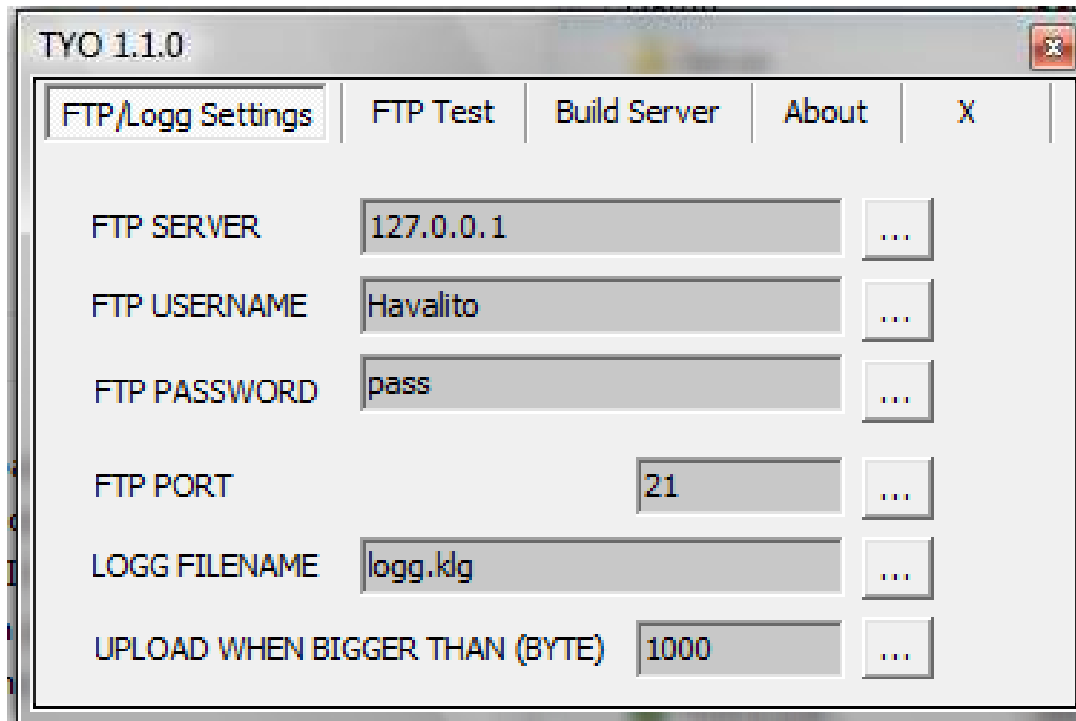 TYO 1.1.0
FTP/Logg Settings FTP Test Build Server About X
FTP SERVER 127.0.0.1 ...
FTP USERNAME Havalito ...
FTP PASSWORD pass ...
FTP PORT 21 ...
LOGG FILENAME logg.klg ...
UPLOAD WHEN BIGGER THAN (BYTE) 1000 ...